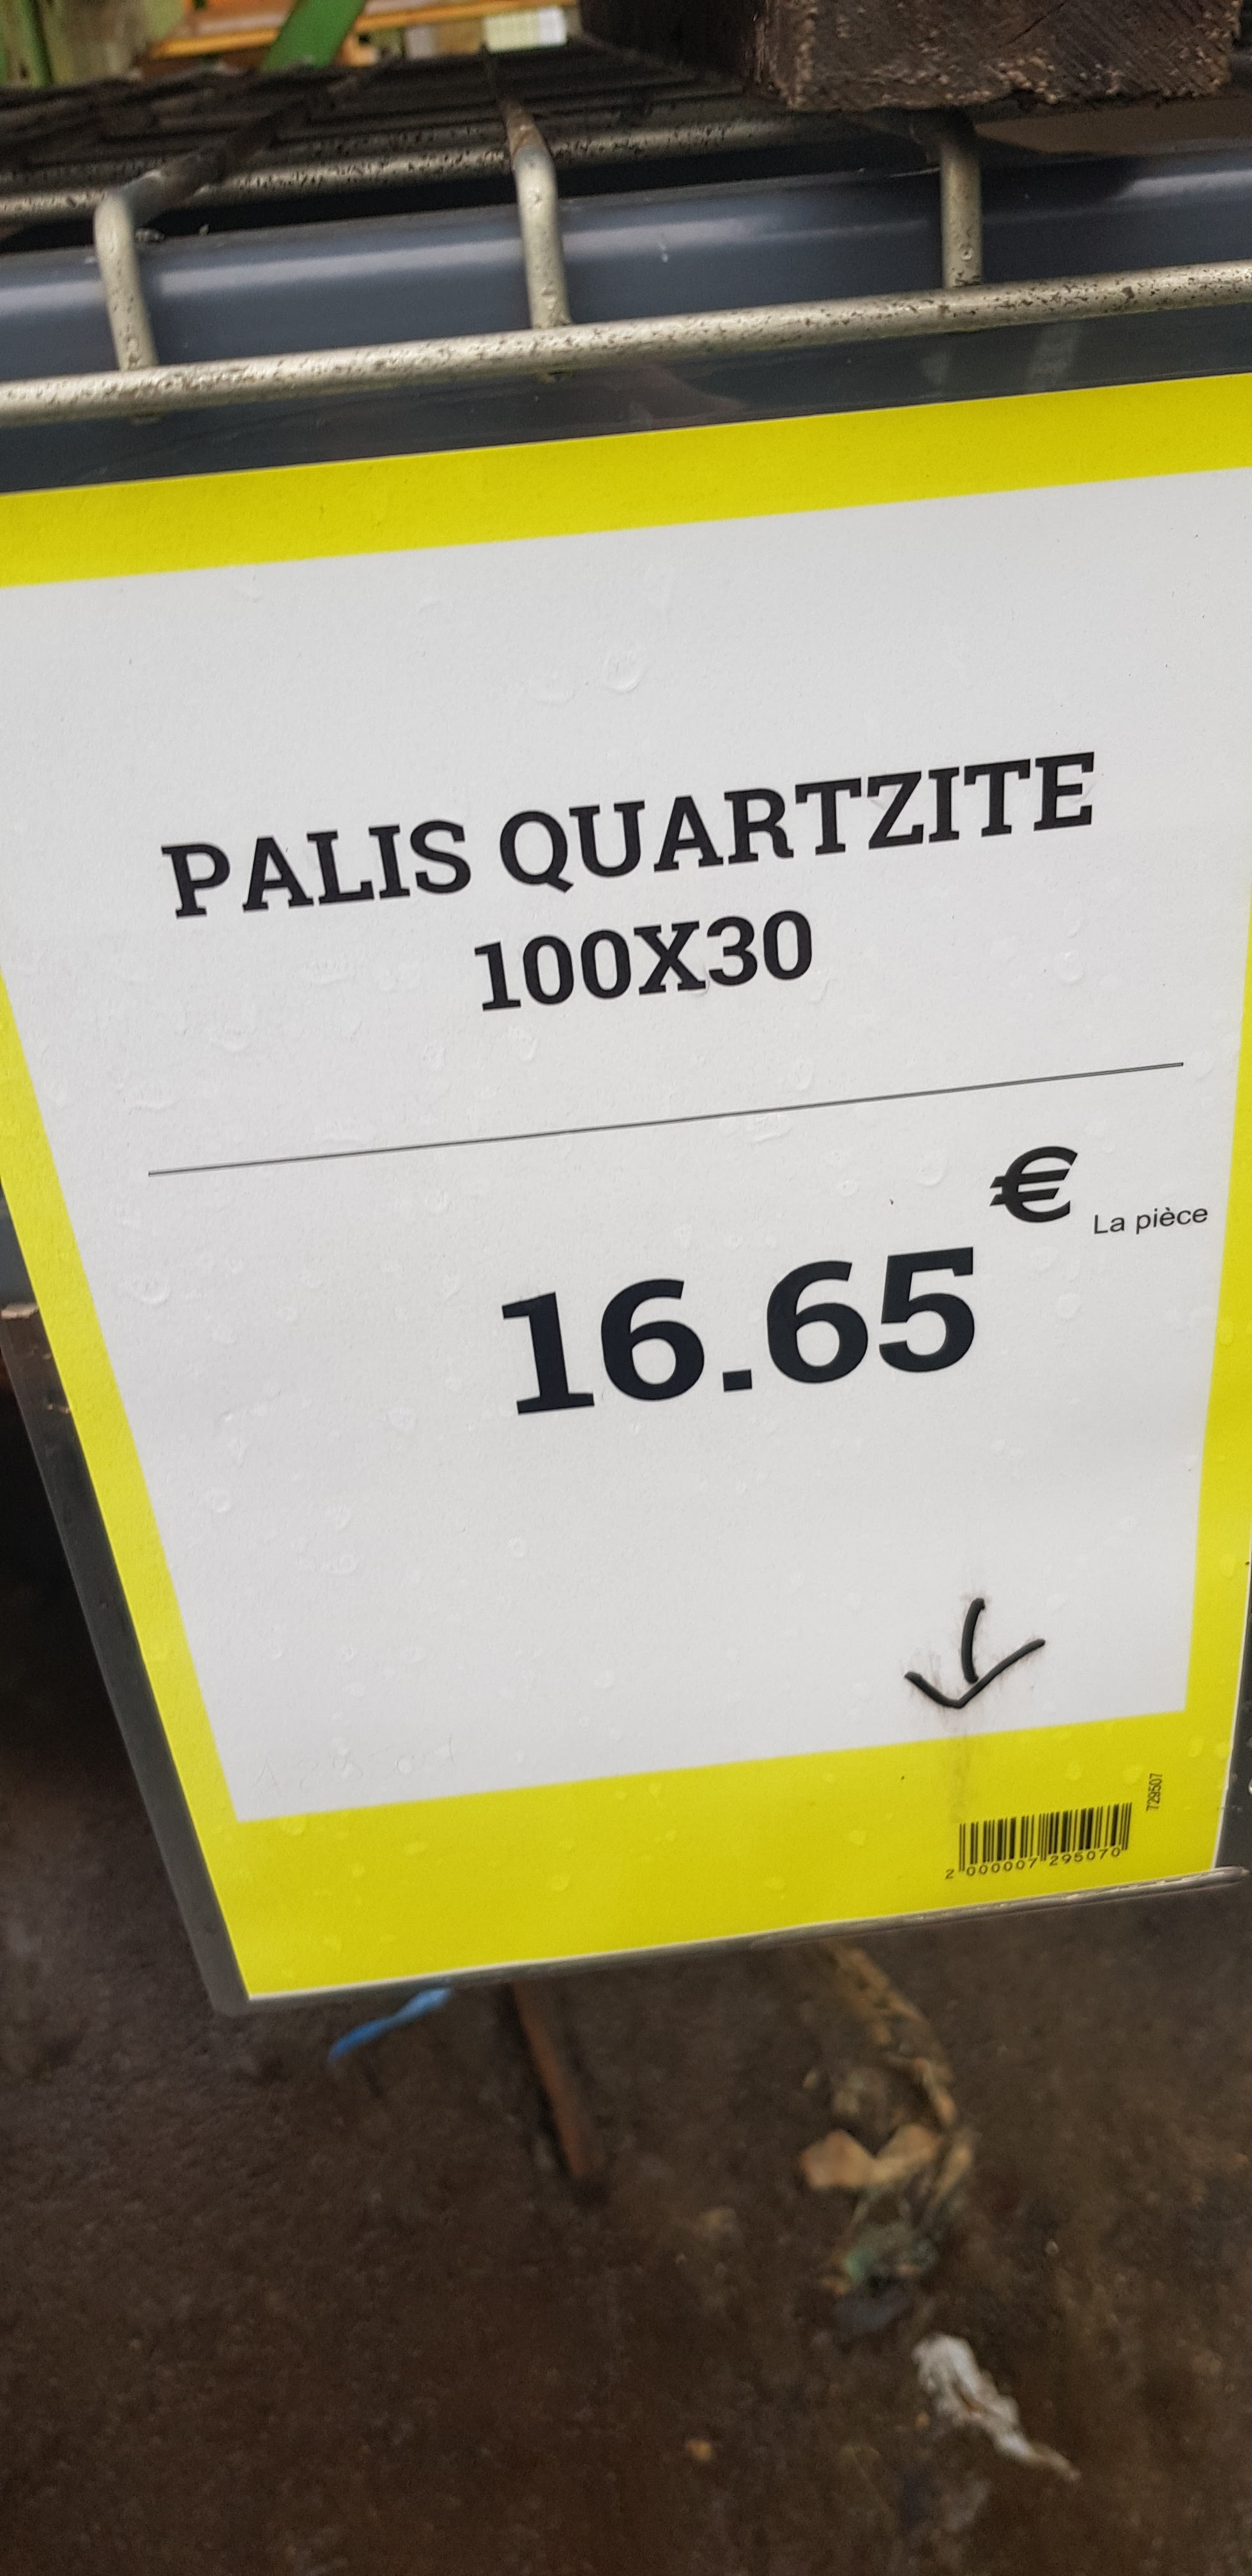 PALIS QUARTZITE
100X30
€ La pièce
16.65
729507
2 000007 295070